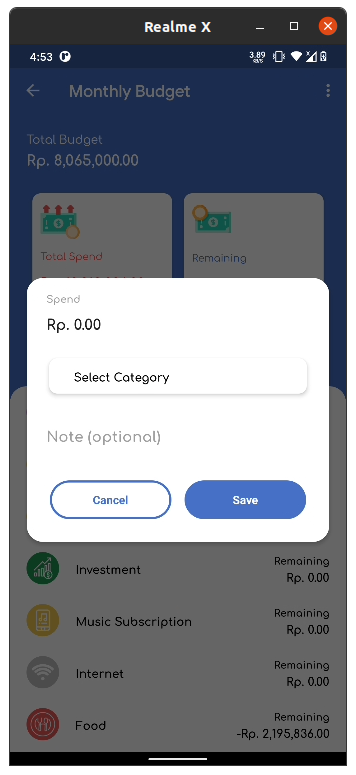 Realme X
4:53
3.89
KB/S
Monthly Budget
Total Budget
Rp. 8,065,000.00
Total Spend
Remaining
Spend
Rp. 0.00
Select Category
Note (optional)
Cancel
Save
Investment
Remaining
Rp. 0.00
Music Subscription
Remaining
Rp. 0.00
Internet
Remaining
Rp. 0.00
Food
Remaining
-Rp. 2,195,836.00